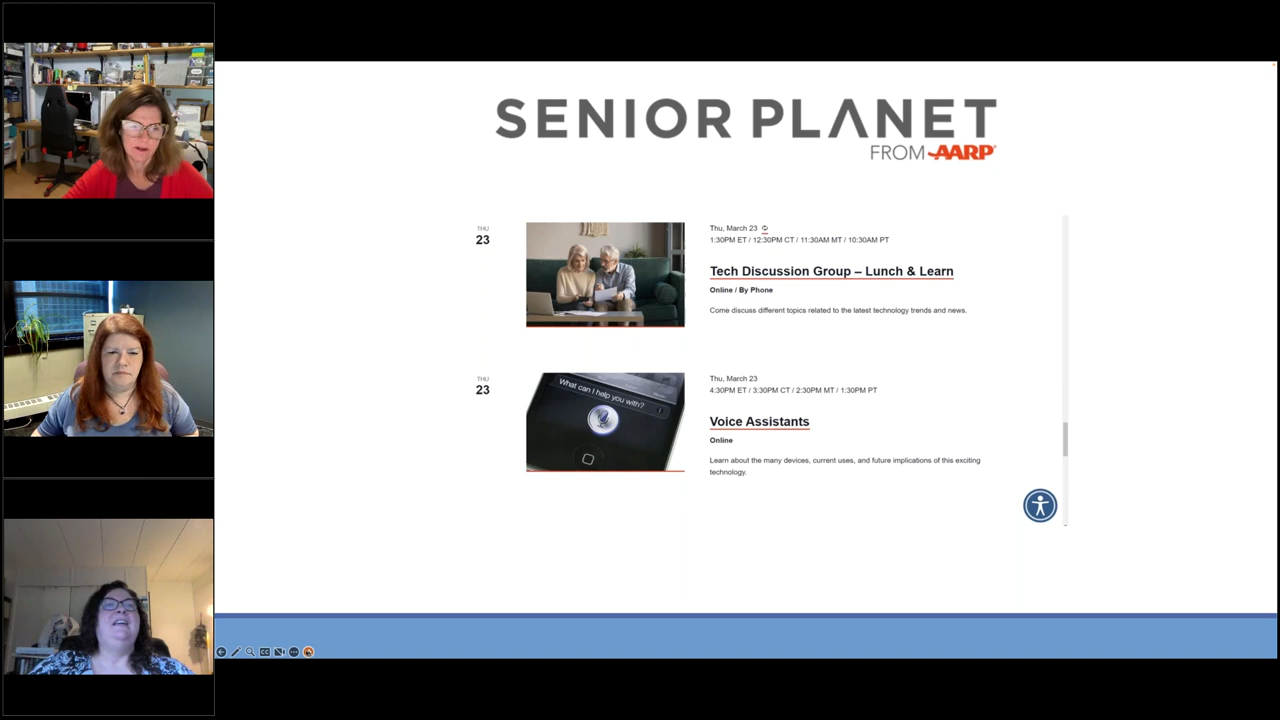 SENIOR PLANET
FROM AARP
THU
23
Thu, March 23
1:30PM ET / 12:30PM CT / 11:30AM MT / 10:30AM PT
Tech Discussion Group – Lunch & Learn
Online / By Phone
Come discuss different topics related to the latest technology trends and news.
THU
23
What can I help you with?
Thu, March 23
4:30PM ET / 3:30PM CT / 2:30PM MT / 1:30PM PT
Voice Assistants
Online
Learn about the many devices, current uses, and future implications of this exciting
technology.
CC